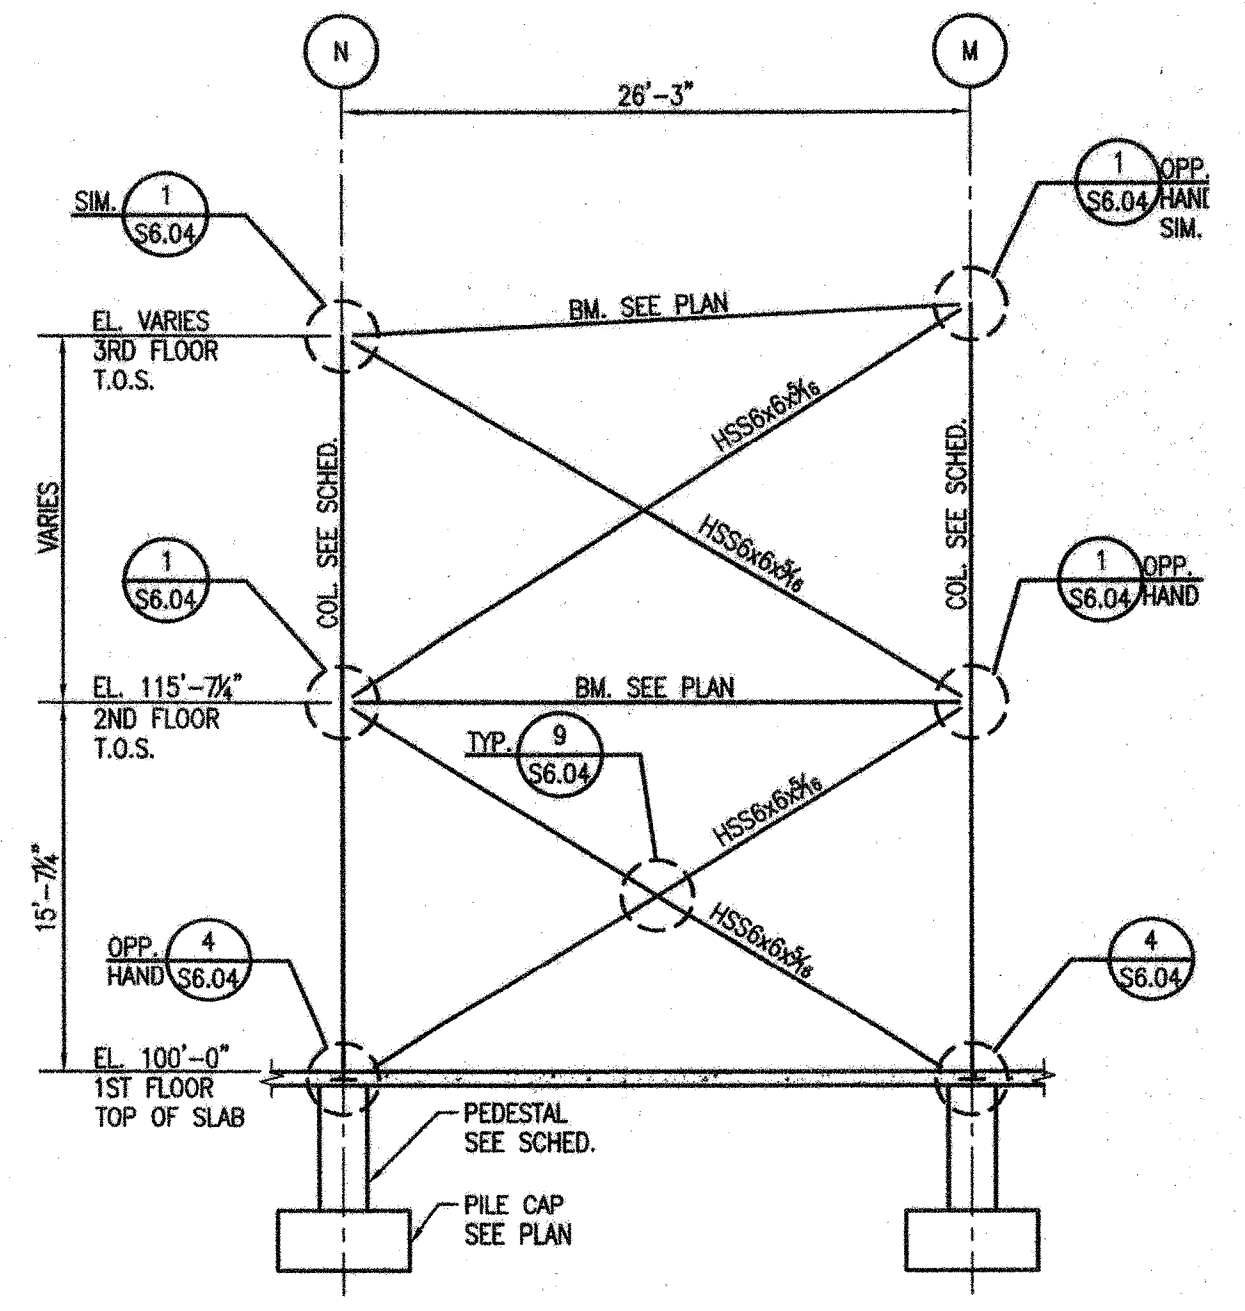 N
M
26'-3"
SIM.
1
S6.04
1
S6.04
OPP.
HAND
SIM.
BM. SEE PLAN
EL. VARIES
3RD FLOOR
T.O.S.
HSS6x6x5/16
HSS6x6x5/16
VARIES
COL. SEE SCHED.
COL. SEE SCHED.
1
S6.04
1
S6.04
OPP.
HAND
EL. 115'-7¼"
2ND FLOOR
T.O.S.
BM. SEE PLAN
TYP.
9
S6.04
HSS6x6x5/16
HSS6x6x5/16
15'-7¼"
OPP.
HAND
4
S6.04
4
S6.04
EL. 100'-0"
1ST FLOOR
TOP OF SLAB
PEDESTAL
SEE SCHED.
PILE CAP
SEE PLAN